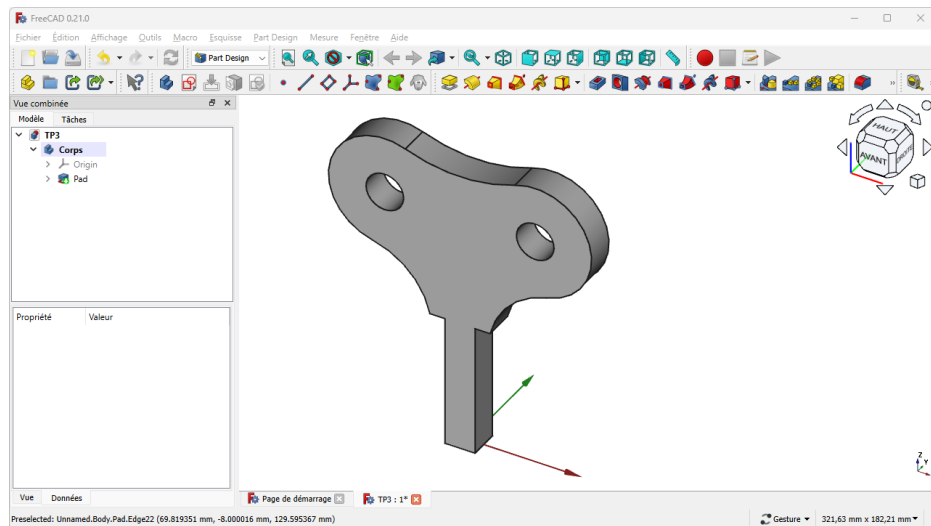 FreeCAD 0.21.0
Fichier Édition Affichage Outils Macro Esquisse Part Design Mesure Fenêtre Aide
Part Design
Vue combinée
Modèle Tâches
TP3
Corps
Origin
Pad
HAUT
AVANT
DROITE
Propriété Valeur
Z
Y
Vue Données
Page de démarrage TP3 : 1*
Preselected: Unnamed.Body.Pad.Edge22 (69.819351 mm, -8.000016 mm, 129.595367 mm) Gesture 321,63 mm x 182,21 mm